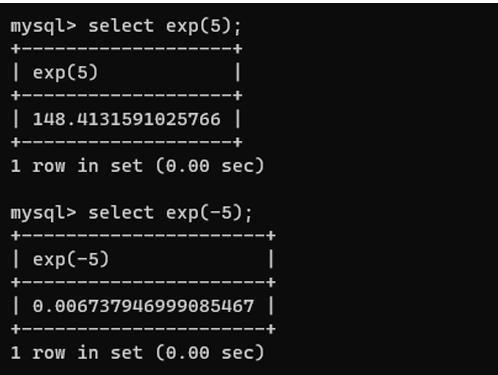 mysql> select exp(5);
+-------------------+
| exp(5)            |
+-------------------+
| 148.4131591025766 |
+-------------------+
1 row in set (0.00 sec)

mysql> select exp(-5);
+----------------------+
| exp(-5)              |
+----------------------+
| 0.006737946999085467 |
+----------------------+
1 row in set (0.00 sec)